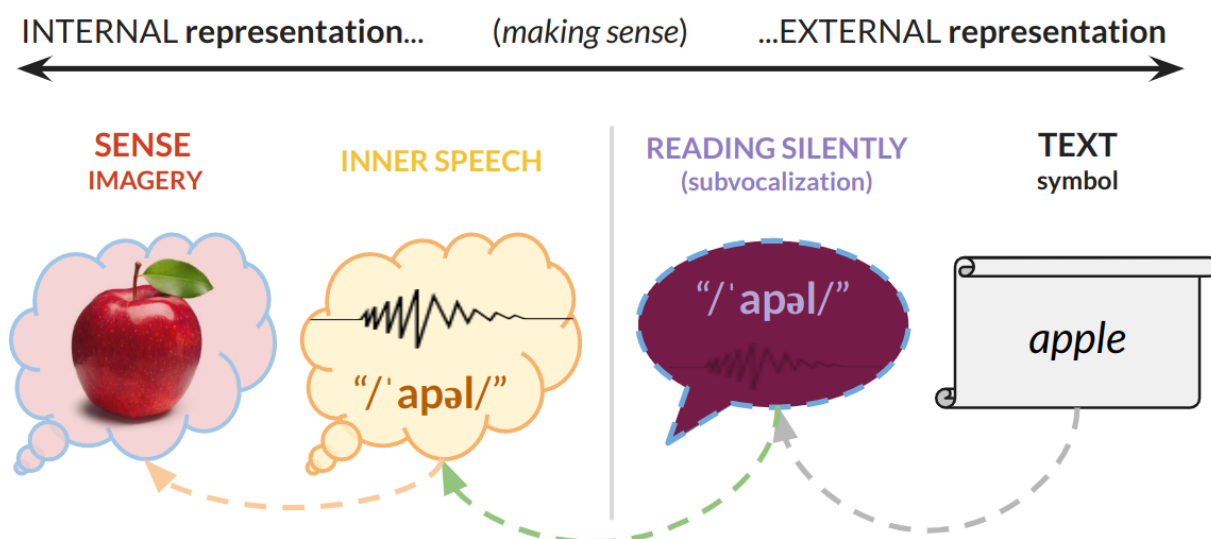 INTERNAL representation... (making sense) ...EXTERNAL representation
SENSE
IMAGERY
INNER SPEECH
READING SILENTLY
(subvocalization)
TEXT
symbol
“/ˈapəl/”
“/ˈapəl/”
apple